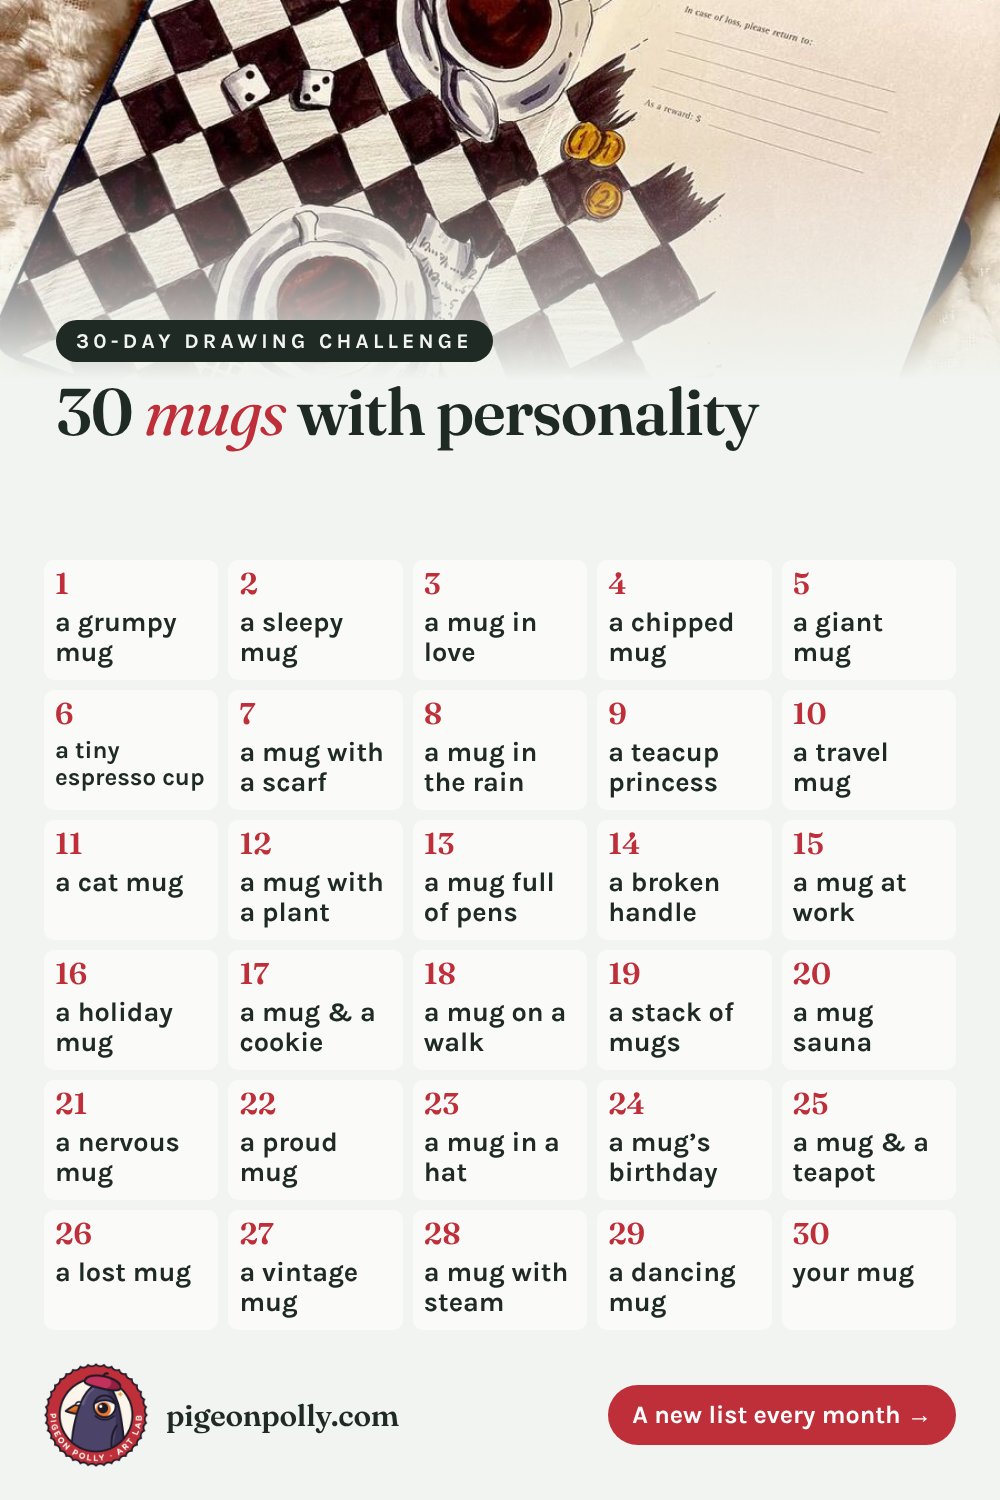 In case of loss, please return to:
As a reward: $
1
1
2
30-DAY DRAWING CHALLENGE
30 mugs with personality
1
a grumpy
mug
2
a sleepy
mug
3
a mug in
love
4
a chipped
mug
5
a giant
mug
6
a tiny
espresso cup
7
a mug with
a scarf
8
a mug in
the rain
9
a teacup
princess
10
a travel
mug
11
a cat mug
12
a mug with
a plant
13
a mug full
of pens
14
a broken
handle
15
a mug at
work
16
a holiday
mug
17
a mug & a
cookie
18
a mug on a
walk
19
a stack of
mugs
20
a mug
sauna
21
a nervous
mug
22
a proud
mug
23
a mug in a
hat
24
a mug’s
birthday
25
a mug & a
teapot
26
a lost mug
27
a vintage
mug
28
a mug with
steam
29
a dancing
mug
30
your mug
PIGEON POLLY · ART LAB
pigeonpolly.com
A new list every month →